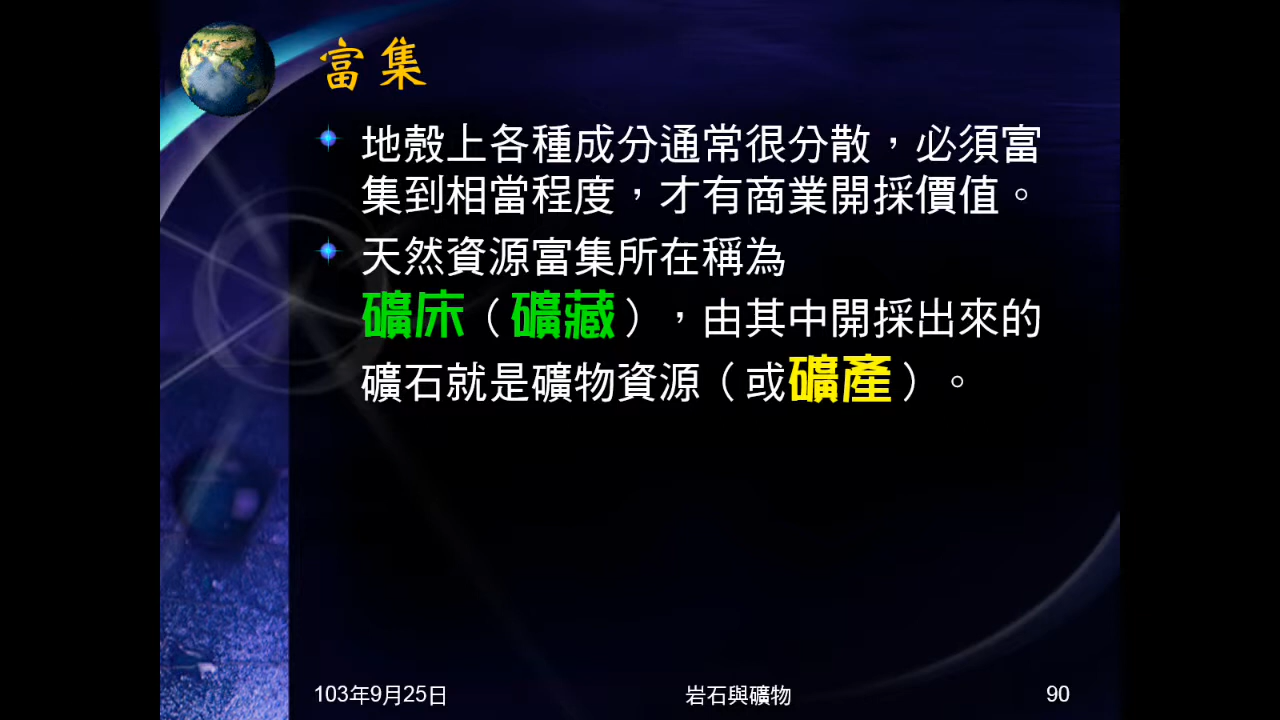 富集
地殼上各種成分通常很分散，必須富
集到相當程度，才有商業開採價值。
天然資源富集所在稱為
礦床（礦藏），由其中開採出來的
礦石就是礦物資源（或礦產）。
103年9月25日
岩石與礦物
90